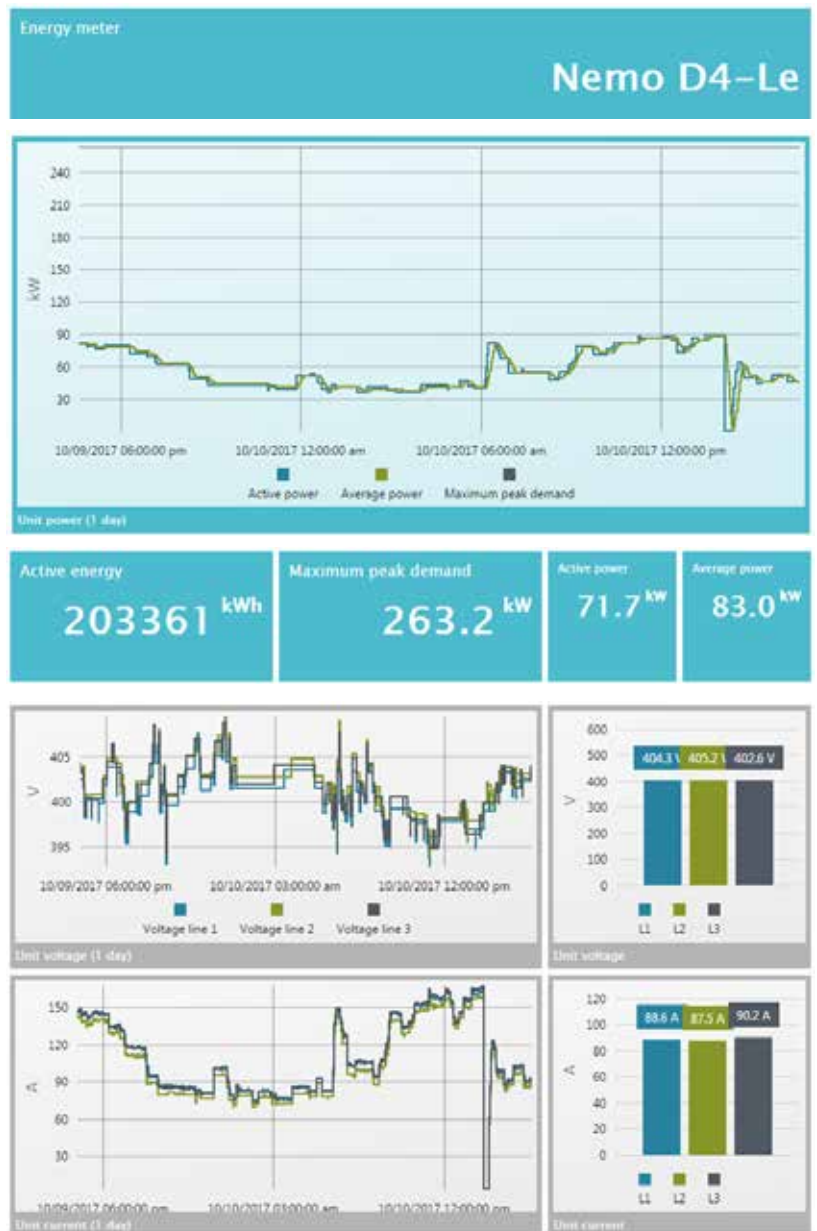 Energy meter
Nemo D4-Le
240
210
180
150
120
90
60
30
kW
10/09/2017 06:00:00 pm 10/10/2017 12:00:00 am 10/10/2017 06:00:00 am 10/10/2017 12:00:00 pm
Active power Average power Maximum peak demand
Unit power (1 day)
Active energy
203361 kWh
Maximum peak demand
263.2 kW
Active power
71.7 kW
Average power
83.0 kW
405
400
395
V
10/09/2017 06:00:00 pm 10/10/2017 03:00:00 am 10/10/2017 12:00:00 pm
Voltage line 1 Voltage line 2 Voltage line 3
Unit voltage (1 day)
600
500
400
300
200
100
0
V
404.3 V 405.2 V 402.6 V
L1 L2 L3
Unit voltage
150
120
90
60
30
A
10/09/2017 06:00:00 pm 10/10/2017 03:00:00 am 10/10/2017 12:00:00 pm
Unit current (1 day)
120
100
80
60
40
20
0
A
88.6 A 87.5 A 90.2 A
L1 L2 L3
Unit current